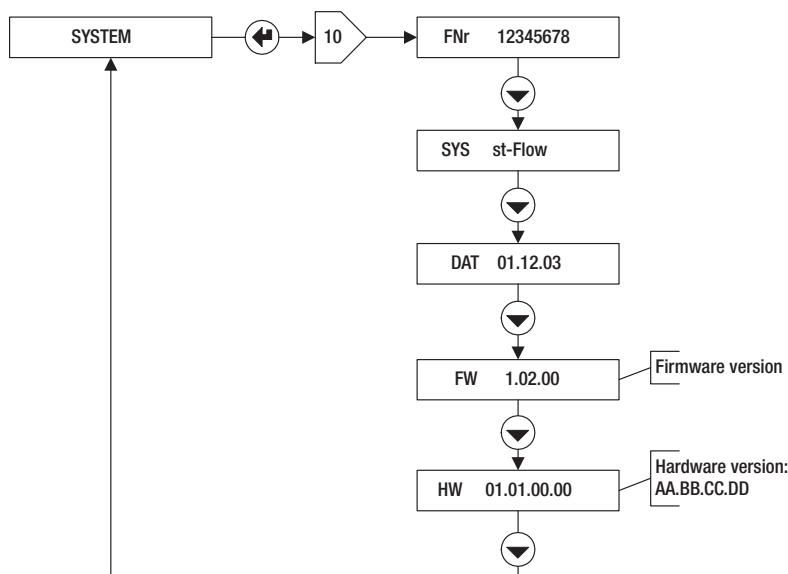 SYSTEM
10
FNr 12345678
SYS st-Flow
DAT 01.12.03
FW 1.02.00
Firmware version
HW 01.01.00.00
Hardware version:
AA.BB.CC.DD